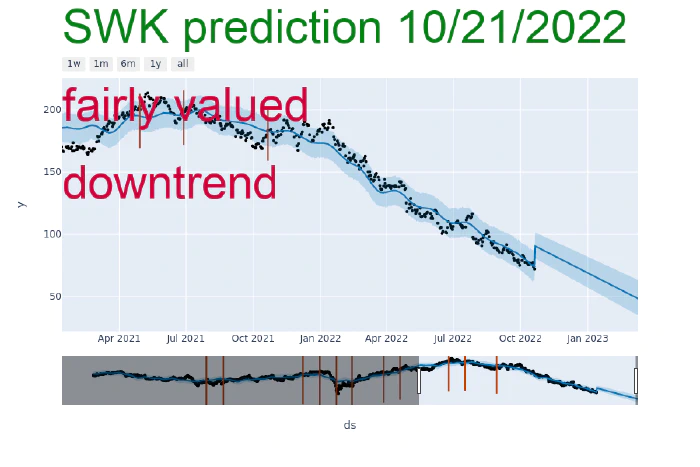 SWK prediction 10/21/2022
1w 1m 6m 1y all
fairly valued
downtrend
200
150
100
50
y
Apr 2021 Jul 2021 Oct 2021 Jan 2022 Apr 2022 Jul 2022 Oct 2022 Jan 2023
ds